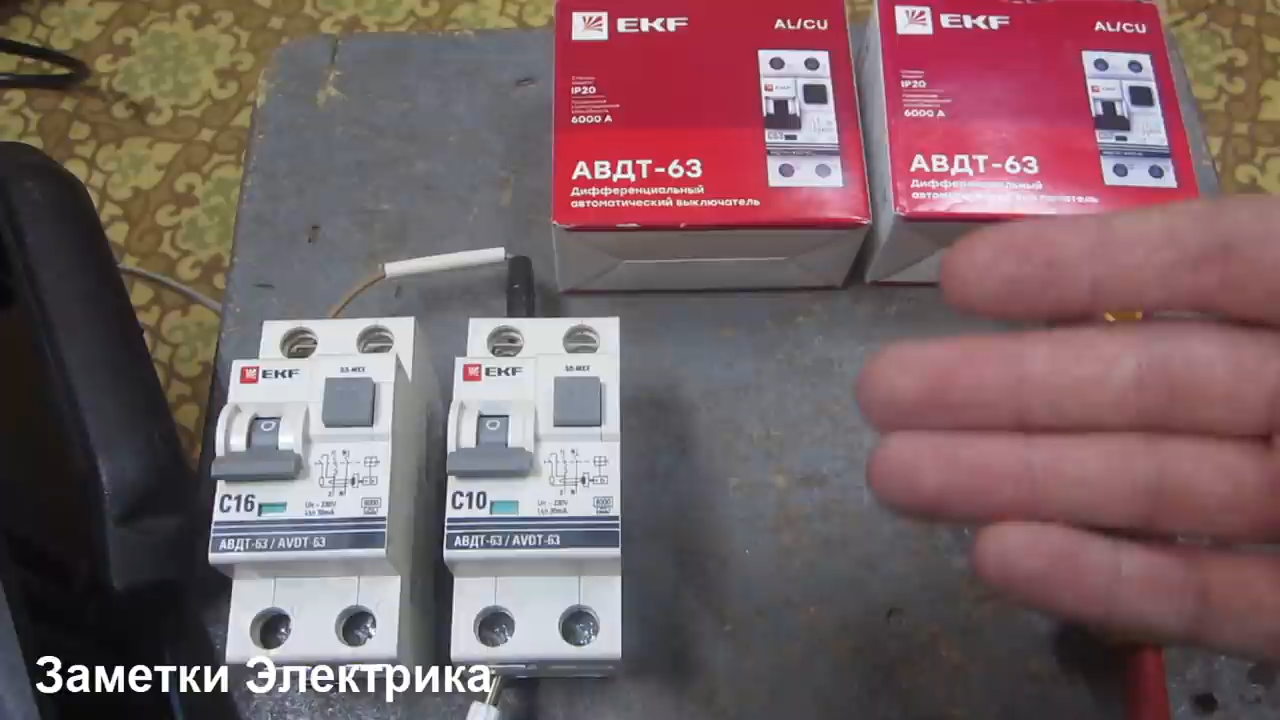 EKF
AL/CU
IP20
6000 A
АВДТ-63
Дифференциальный
автоматический выключатель
EKF
AL/CU
IP20
6000 A
АВДТ-63
Дифференциальный
EKF
C16
АВДТ-63 / AVDT-63
EKF
C10
АВДТ-63 / AVDT-63
Заметки Электрика